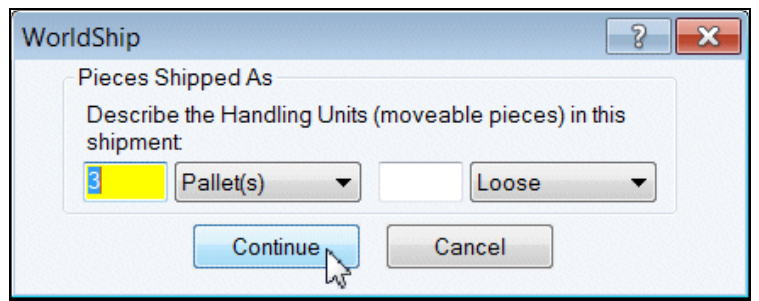 WorldShip
Pieces Shipped As
Describe the Handling Units (moveable pieces) in this
shipment:
3 Pallet(s) Loose
Continue Cancel